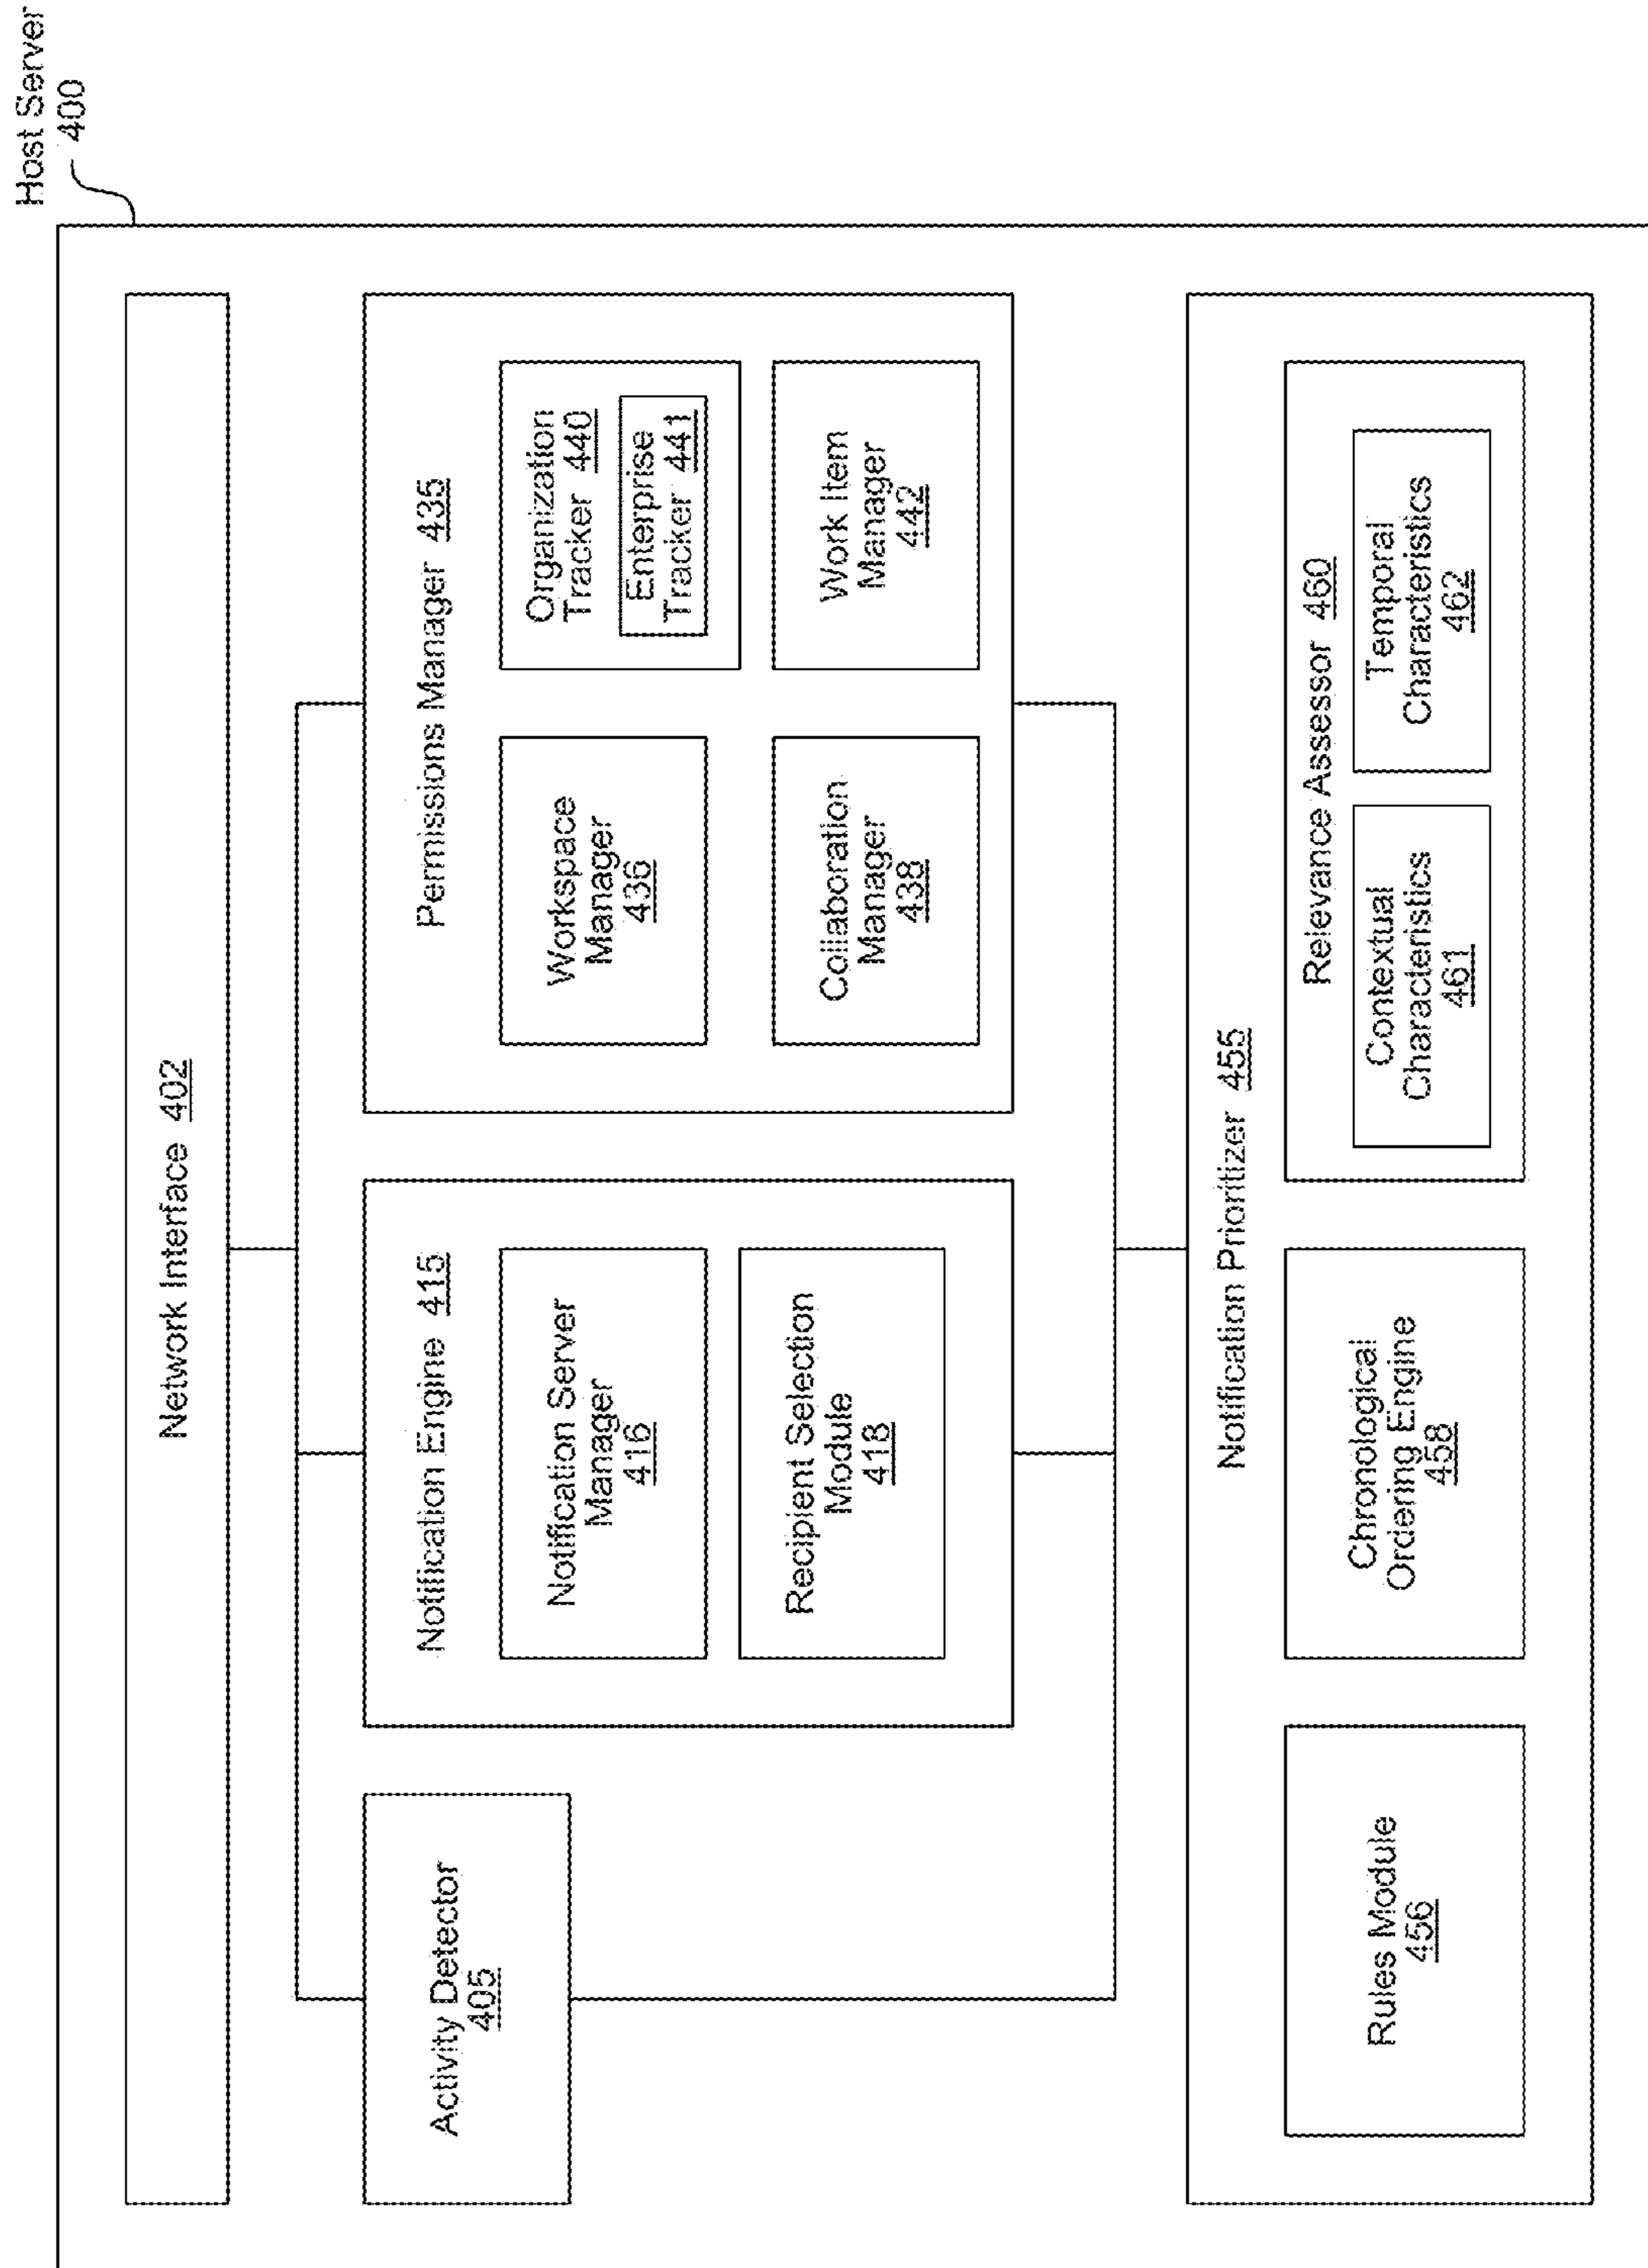 Host Server
400
Network Interface 402
Activity Detector
405
Notification Engine 415
Notification Server
Manager
416
Recipient Selection
Module
418
Permissions Manager 435
Workspace
Manager
436
Organization
Tracker 440
Enterprise
Tracker 441
Collaboration
Manager
438
Work Item
Manager
442
Notification Prioritizer 455
Rules Module
456
Chronological
Ordering Engine
458
Relevance Assessor 460
Contextual
Characteristics
461
Temporal
Characteristics
462